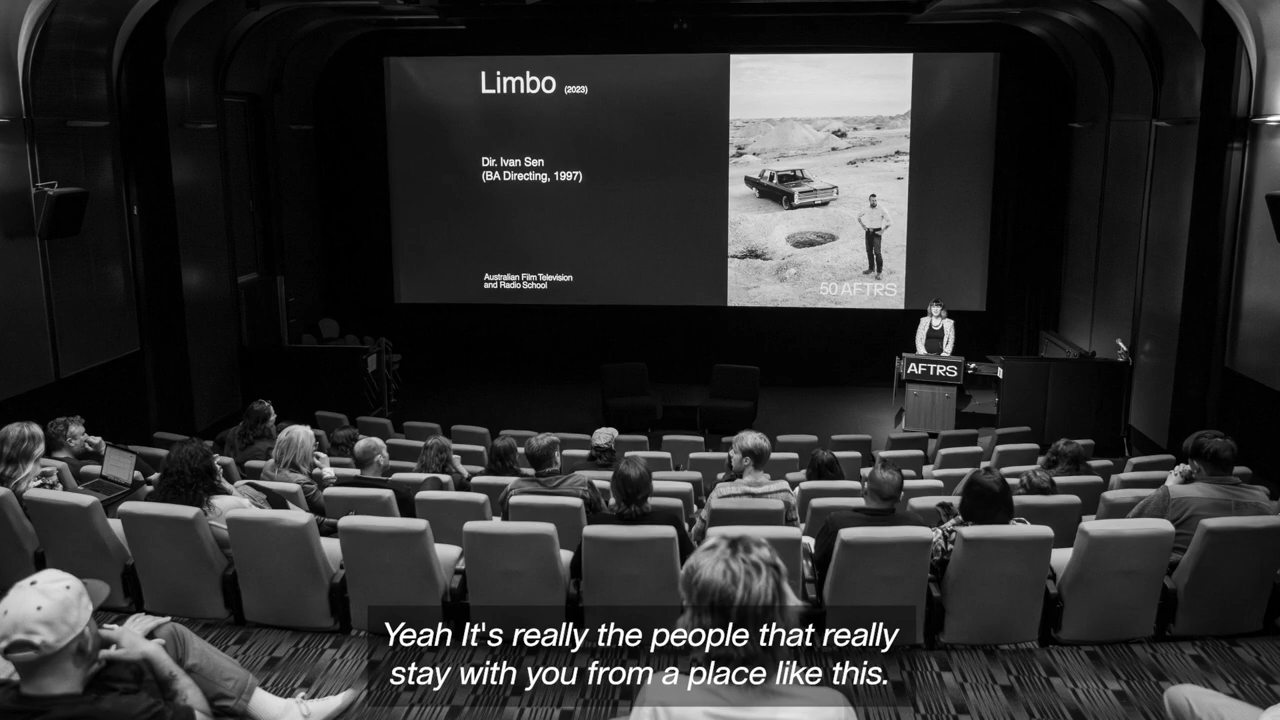 Limbo (2023)
Dir. Ivan Sen
(BA Directing, 1997)
Australian Film Television
and Radio School
50 AFTRS
AFTRS
Yeah It's really the people that really
stay with you from a place like this.